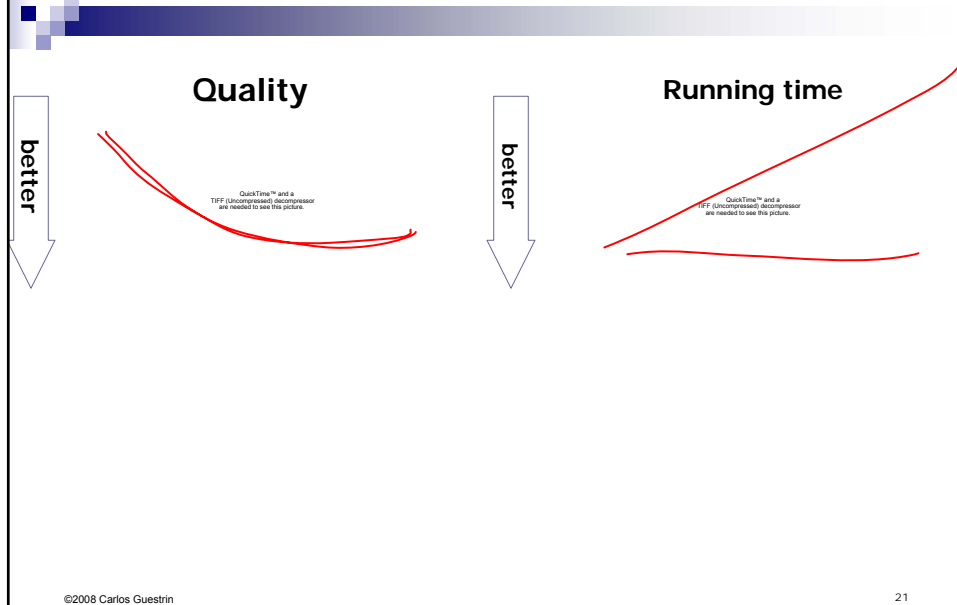 Quality
better
QuickTime™ and a
TIFF (Uncompressed) decompressor
are needed to see this picture.
Running time
better
QuickTime™ and a
TIFF (Uncompressed) decompressor
are needed to see this picture.
©2008 Carlos Guestrin
21